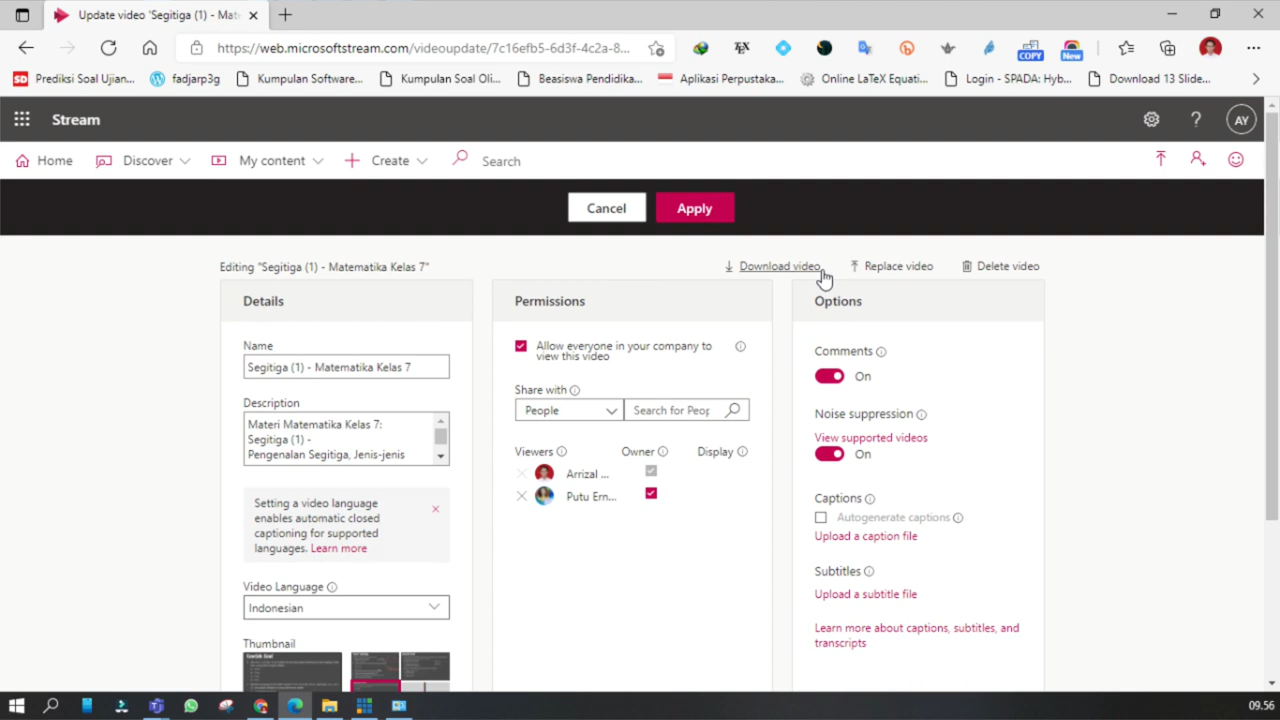 Update video 'Segitiga (1) - Mate
https://web.microsoftstream.com/videoupdate/7c16efb5-6d3f-4c2a-8...
TEX
COPY
New
SD Prediksi Soal Ujian...
fadjarp3g
Kumpulan Software...
Kumpulan Soal Oli...
Beasiswa Pendidika...
Aplikasi Perpustaka...
Online LaTeX Equati...
Login - SPADA: Hyb...
Download 13 Slide...
Stream
AY
Home
Discover
My content
Create
Search
Cancel
Apply
Editing "Segitiga (1) - Matematika Kelas 7"
Download video
Replace video
Delete video
Details
Name
Segitiga (1) - Matematika Kelas 7
Description
Materi Matematika Kelas 7:
Segitiga (1) -
Pengenalan Segitiga, Jenis-jenis
Setting a video language
enables automatic closed
captioning for supported
languages. Learn more
Video Language
Indonesian
Thumbnail
Permissions
Allow everyone in your company to
view this video
Share with
People
Search for Peop
Viewers
Owner
Display
Arrizal ...
Putu Ern...
Options
Comments
On
Noise suppression
View supported videos
On
Captions
Autogenerate captions
Upload a caption file
Subtitles
Upload a subtitle file
Learn more about captions, subtitles, and
transcripts
09.56